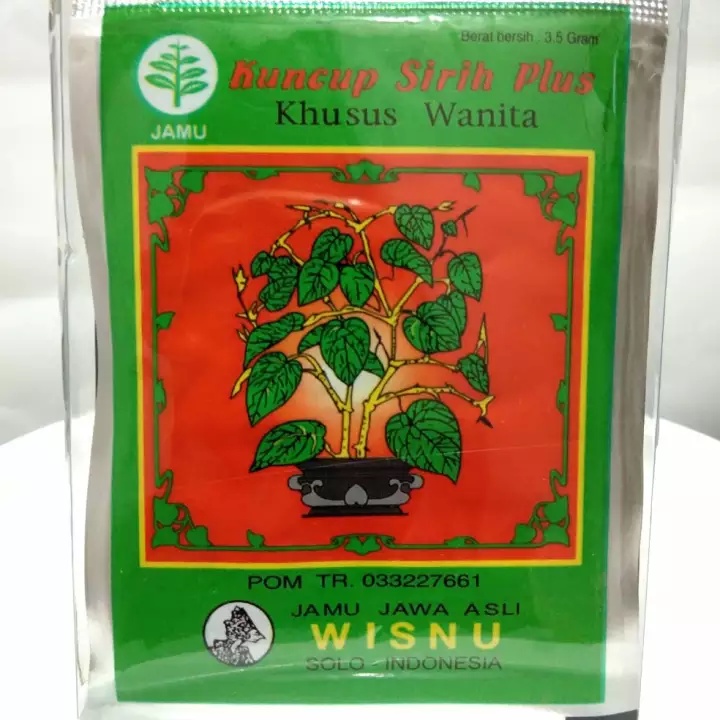 Berat bersih : 3.5 Gram
Kuncup Sirih Plus
Khusus Wanita
JAMU
POM TR. 033227661
JAMU JAWA ASLI
WISNU
SOLO - INDONESIA